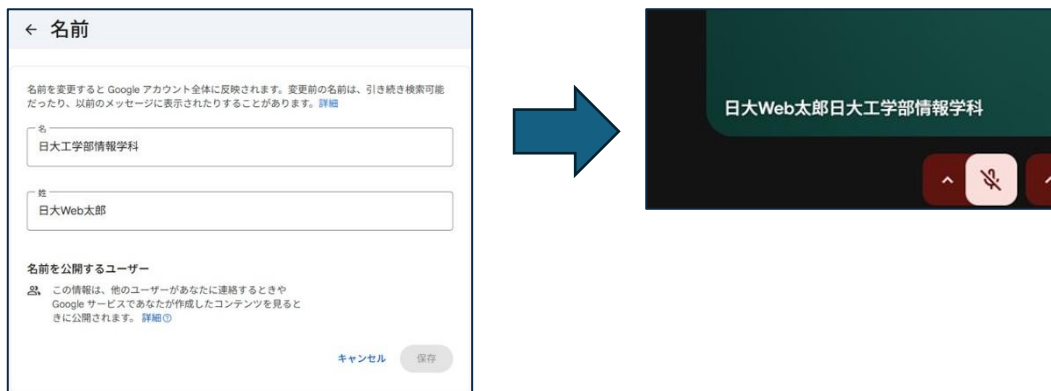 ← 名前
名前を変更すると Google アカウント全体に反映されます。変更前の名前は、引き続き検索可能
だったり、以前のメッセージに表示されたりすることがあります。詳細
名
日大工学部情報学科
姓
日大Web太郎
名前を公開するユーザー
この情報は、他のユーザーがあなたに連絡するときや
Google サービスであなたが作成したコンテンツを見ると
きに公開されます。 詳細
キャンセル 保存
日大Web太郎日大工学部情報学科